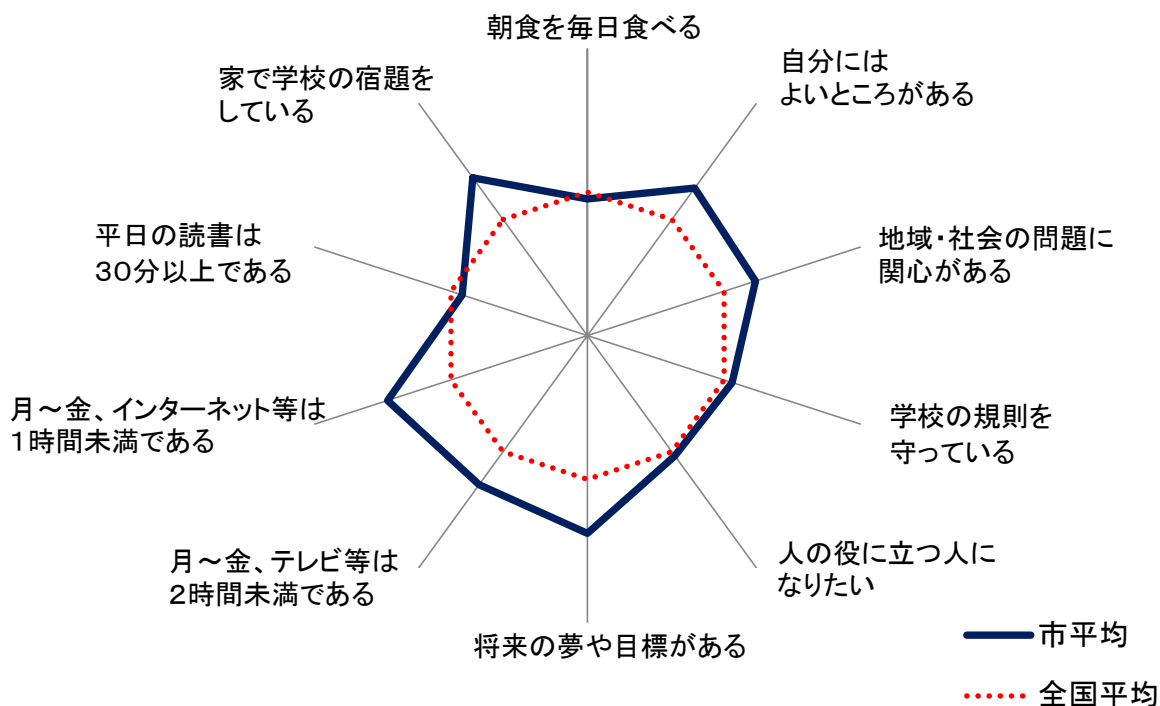 朝食を毎日食べる
自分には
よいところがある
地域・社会の問題に
関心がある
学校の規則を
守っている
人の役に立つ人に
なりたい
将来の夢や目標がある
月～金、テレビ等は
２時間未満である
月～金、インターネット等は
１時間未満である
平日の読書は
３０分以上である
家で学校の宿題を
している
市平均
全国平均